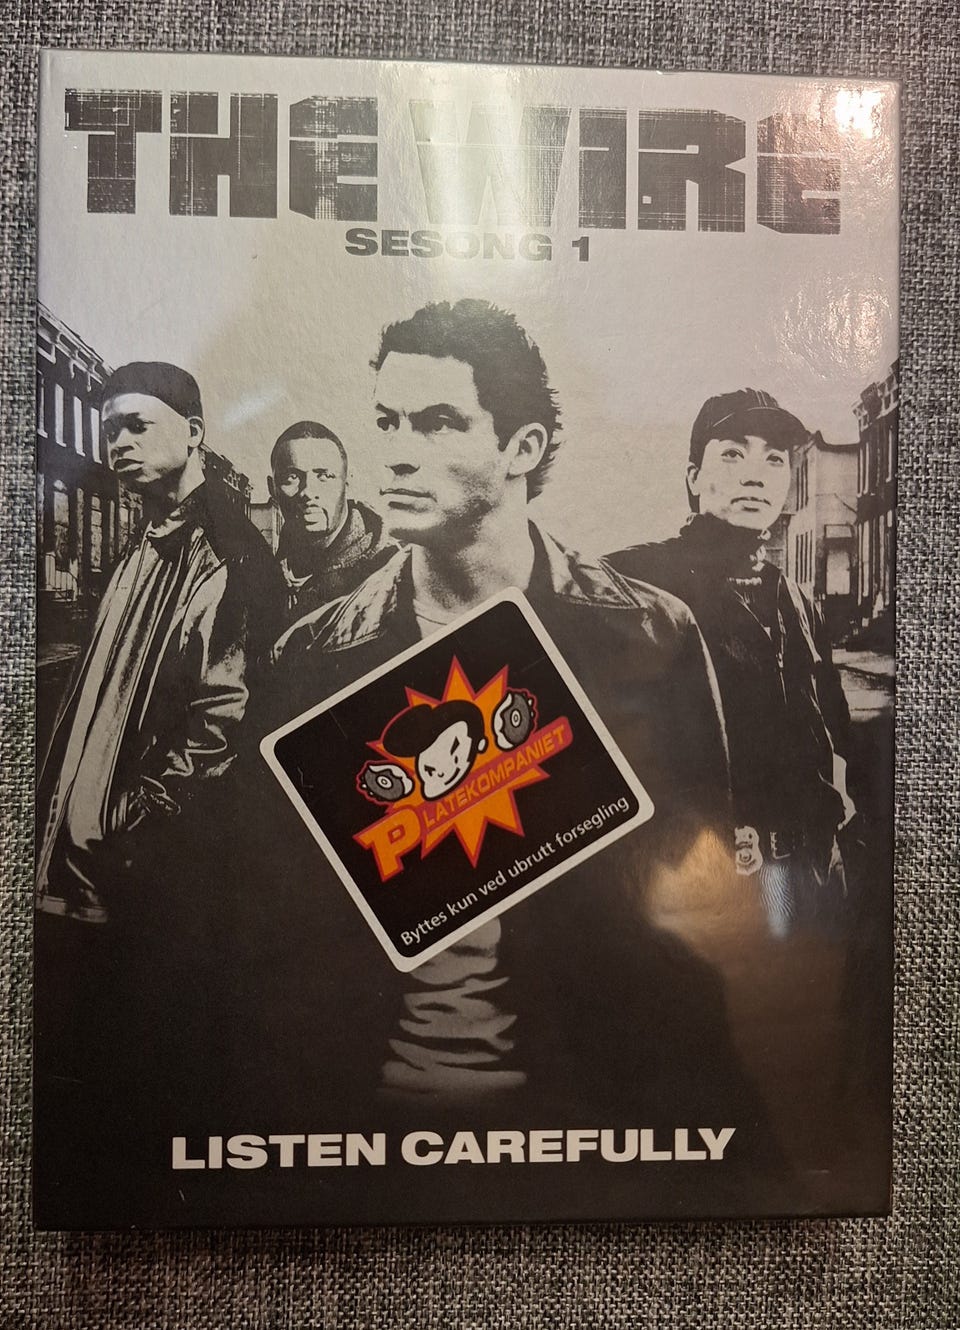 THE WIRE
SESONG 1
PLATEKOMPANIET
Byttes kun ved ubrutt forsegling
LISTEN CAREFULLY